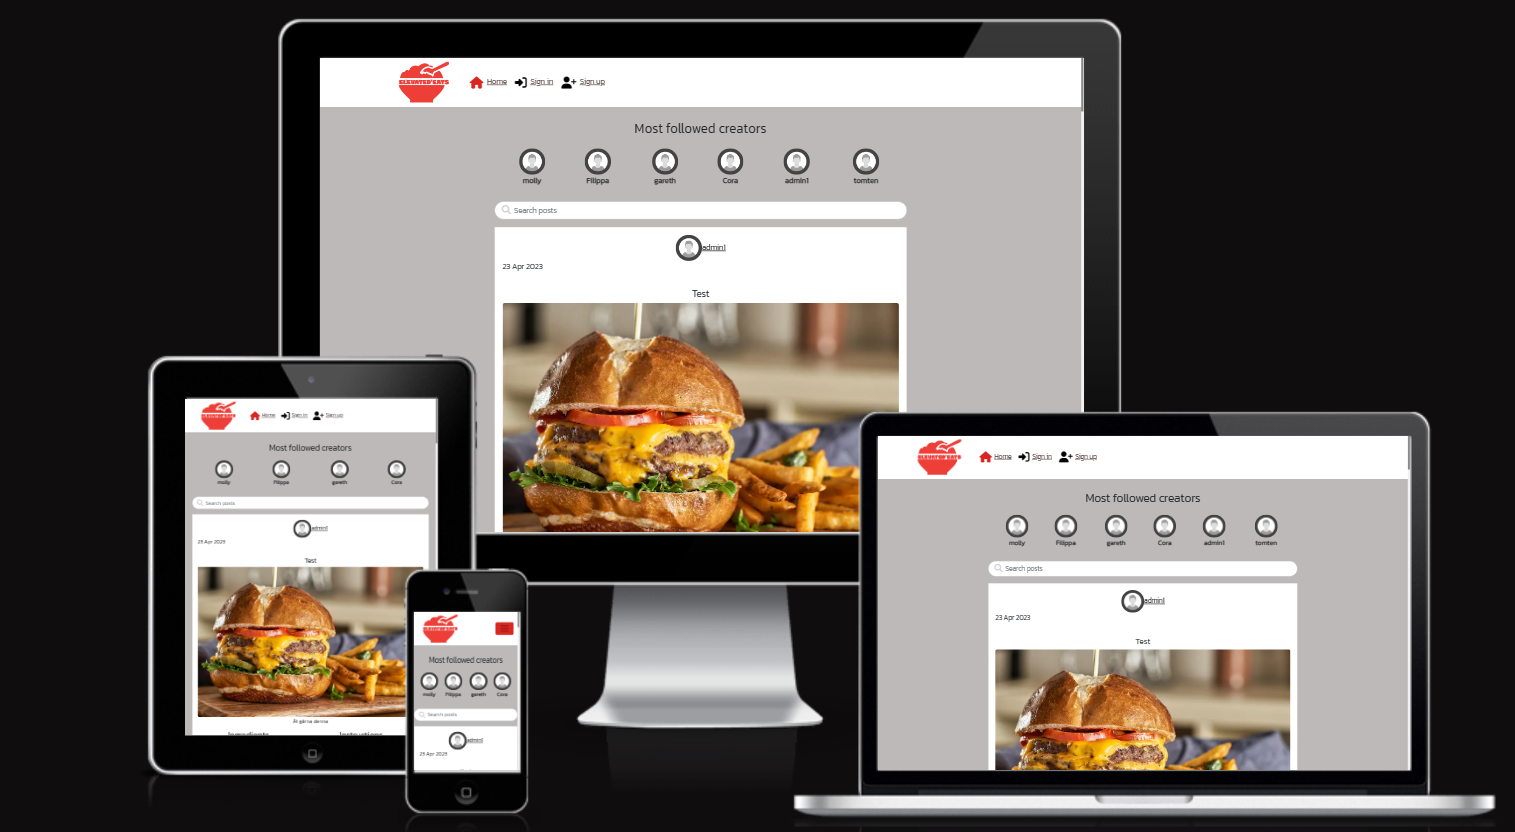 ELEVATED EATS
Home Sign in Sign up
Most followed creators
molly Filippa gareth Cora admin1 tomten
Search posts
admin1
23 Apr 2023
Test
ELEVATED EATS
Home Sign in Sign up
Most followed creators
molly Filippa gareth Cora
Search posts
admin1
23 Apr 2023
Test
Ät gärna denna
Ingredients Instructions
ELEVATED EATS
Most followed creators
molly Filippa gareth Cora
Search posts
admin1
23 Apr 2023
ELEVATED EATS
Home Sign in Sign up
Most followed creators
molly Filippa gareth Cora admin1 tomten
Search posts
admin1
23 Apr 2023
Test